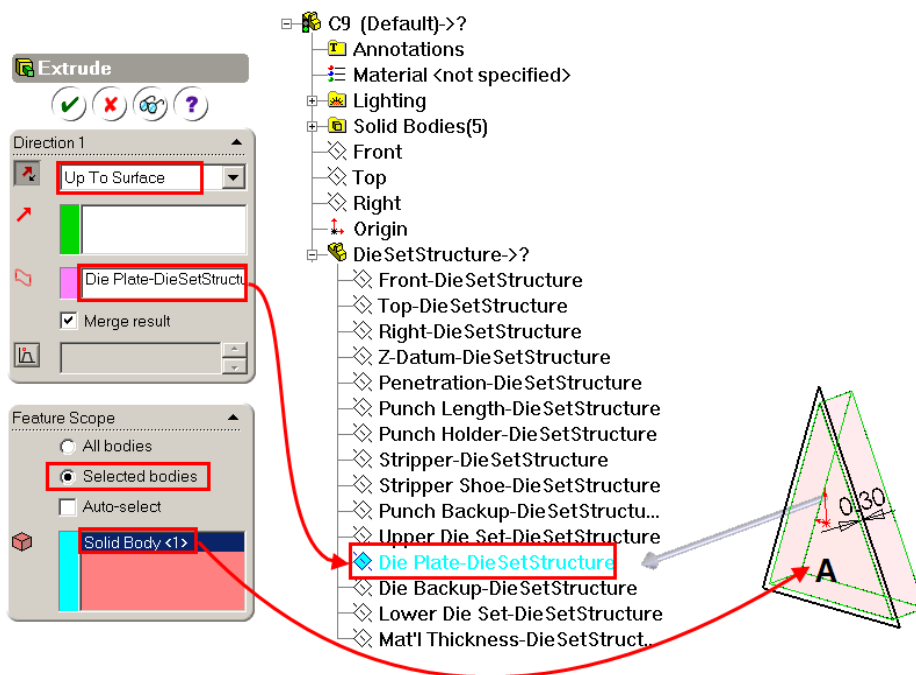 Extrude
?
Direction 1
Up To Surface
Die Plate-DieSetStructu
Merge result
Feature Scope
All bodies
Selected bodies
Auto-select
Solid Body <1>
C9 (Default)->?
Annotations
Material <not specified>
Lighting
Solid Bodies(5)
Front
Top
Right
Origin
DieSetStructure->?
Front-DieSetStructure
Top-DieSetStructure
Right-DieSetStructure
Z-Datum-DieSetStructure
Penetration-DieSetStructure
Punch Length-DieSetStructure
Punch Holder-DieSetStructure
Stripper-DieSetStructure
Stripper Shoe-DieSetStructure
Punch Backup-DieSetStructu...
Upper Die Set-DieSetStructure
Die Plate-DieSetStructure
Die Backup-DieSetStructure
Lower Die Set-DieSetStructure
Mat'l Thickness-DieSetStruct...
0.30
A